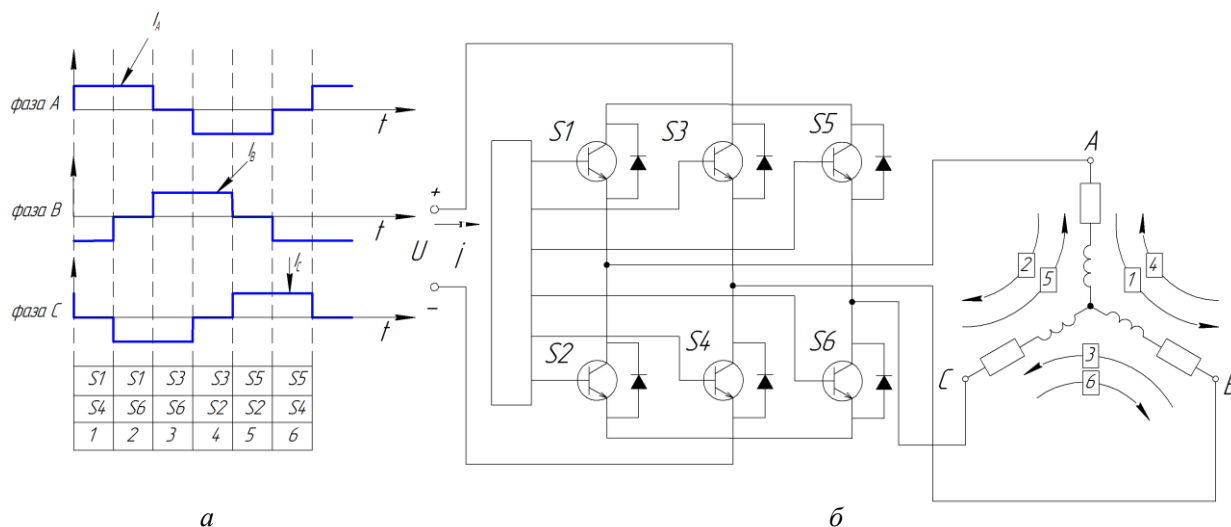 I_A
фаза A
t
I_B
фаза B
t
I_C
фаза C
t
S1 S1 S3 S3 S5 S5
S4 S6 S6 S2 S2 S4
1 2 3 4 5 6
а
+
U i
−
S1 S3 S5
S2 S4 S6
A
2 5 1 4
3
6
C B
б